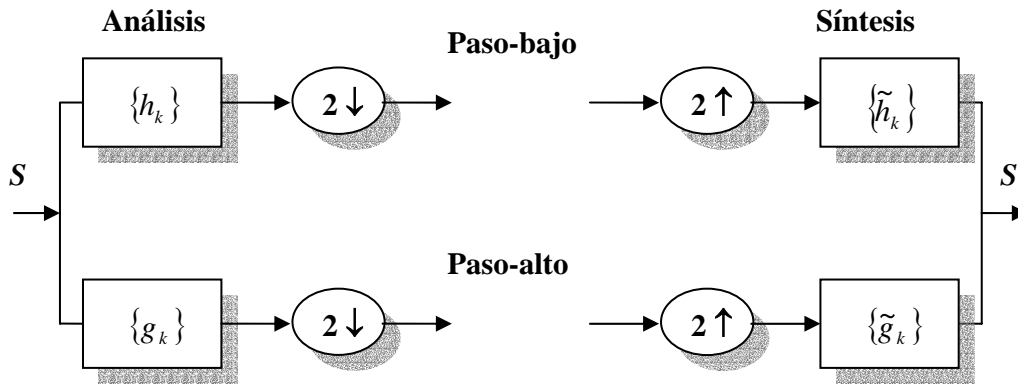 Análisis
Síntesis
Paso-bajo
{h_k}
2 ↓
2 ↑
{h̃_k}
S
S
Paso-alto
{g_k}
2 ↓
2 ↑
{g̃_k}